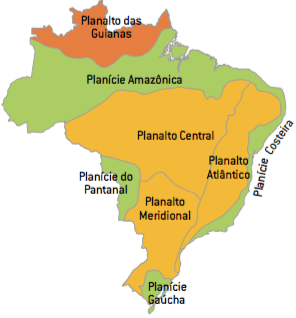 Planalto das
Guianas
Planície Amazônica
Planalto Central
Planalto
Atlântico
Planície Costeira
Planície do
Pantanal
Planalto
Meridional
Planície
Gaúcha